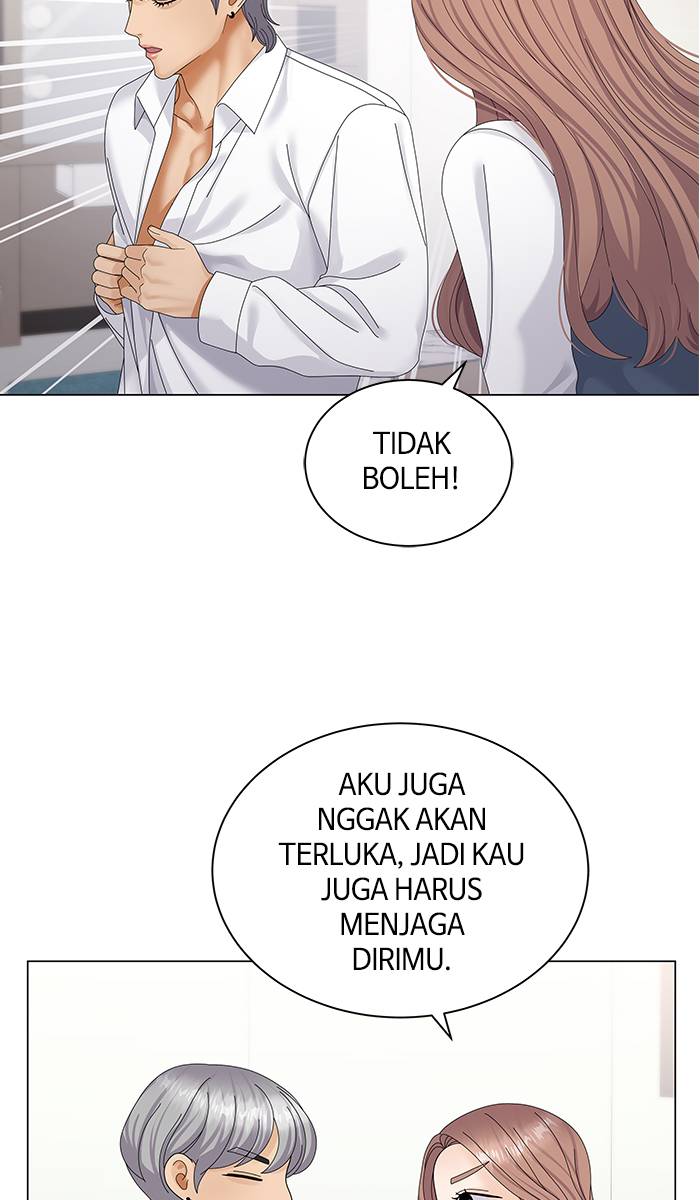 TIDAK
BOLEH!
AKU JUGA
NGGAK AKAN
TERLUKA, JADI KAU
JUGA HARUS
MENJAGA
DIRIMU.